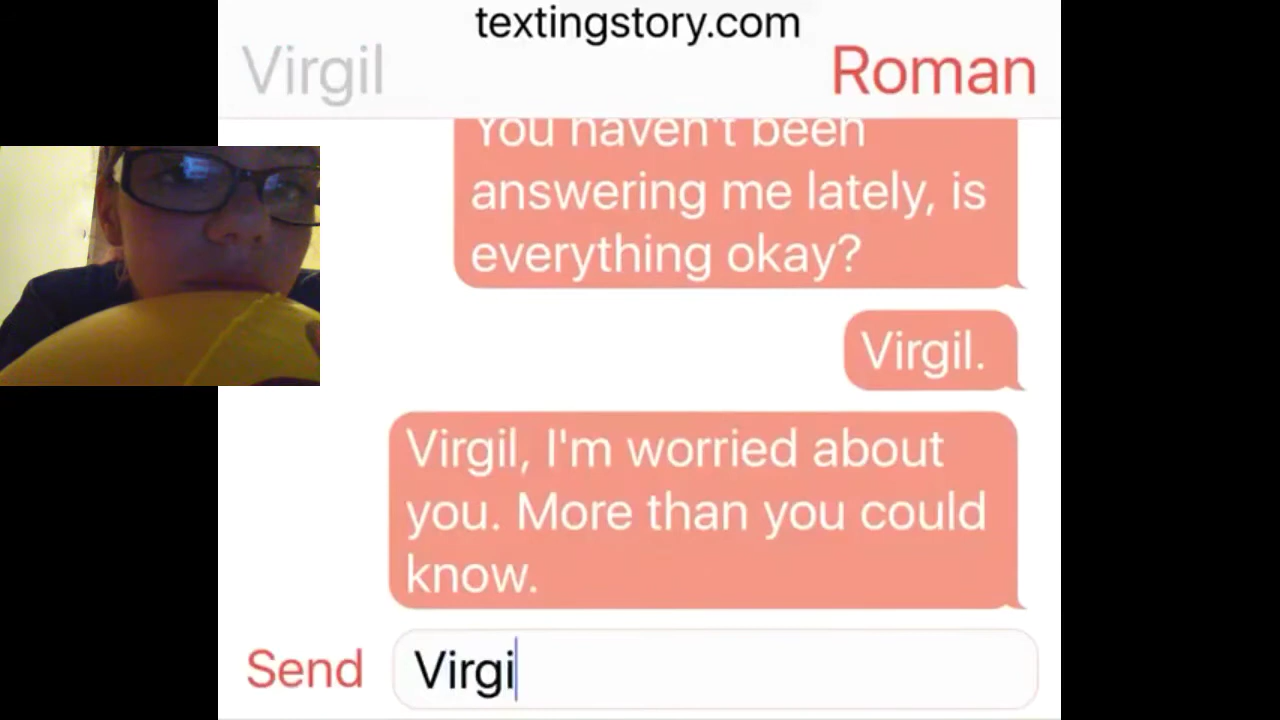 textingstory.com
Virgil
Roman
You haven't been
answering me lately, is
everything okay?
Virgil.
Virgil, I'm worried about
you. More than you could
know.
Send
Virgi